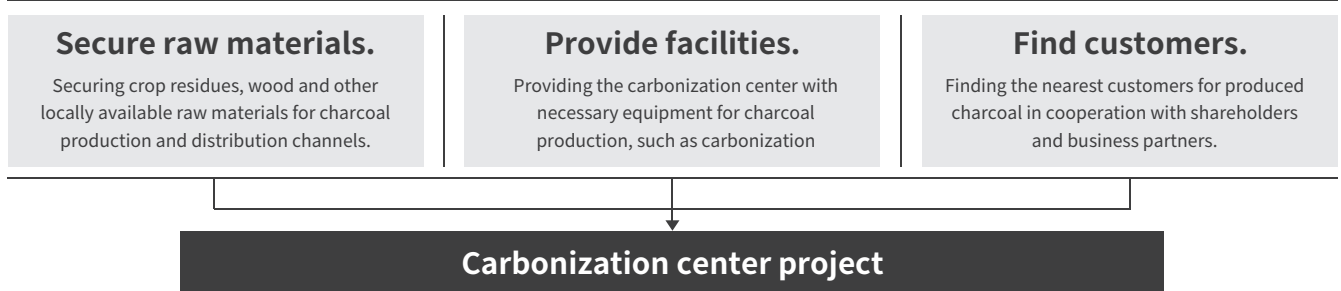 Secure raw materials.
Securing crop residues, wood and other
locally available raw materials for charcoal
production and distribution channels.
Provide facilities.
Providing the carbonization center with
necessary equipment for charcoal
production, such as carbonization
Find customers.
Finding the nearest customers for produced
charcoal in cooperation with shareholders
and business partners.
Carbonization center project